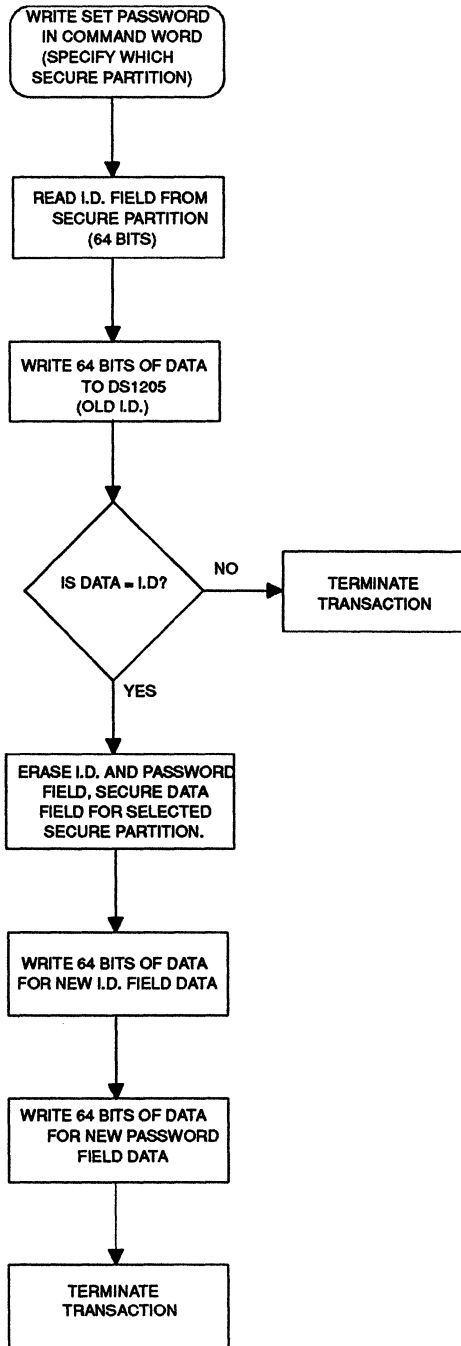 WRITE SET PASSWORD
IN COMMAND WORD
(SPECIFY WHICH
SECURE PARTITION)
READ I.D. FIELD FROM
SECURE PARTITION
(64 BITS)
WRITE 64 BITS OF DATA
TO DS1205
(OLD I.D.)
IS DATA = I.D?
NO
TERMINATE
TRANSACTION
YES
ERASE I.D. AND PASSWORD
FIELD, SECURE DATA
FIELD FOR SELECTED
SECURE PARTITION.
WRITE 64 BITS OF DATA
FOR NEW I.D. FIELD DATA
WRITE 64 BITS OF DATA
FOR NEW PASSWORD
FIELD DATA
TERMINATE
TRANSACTION